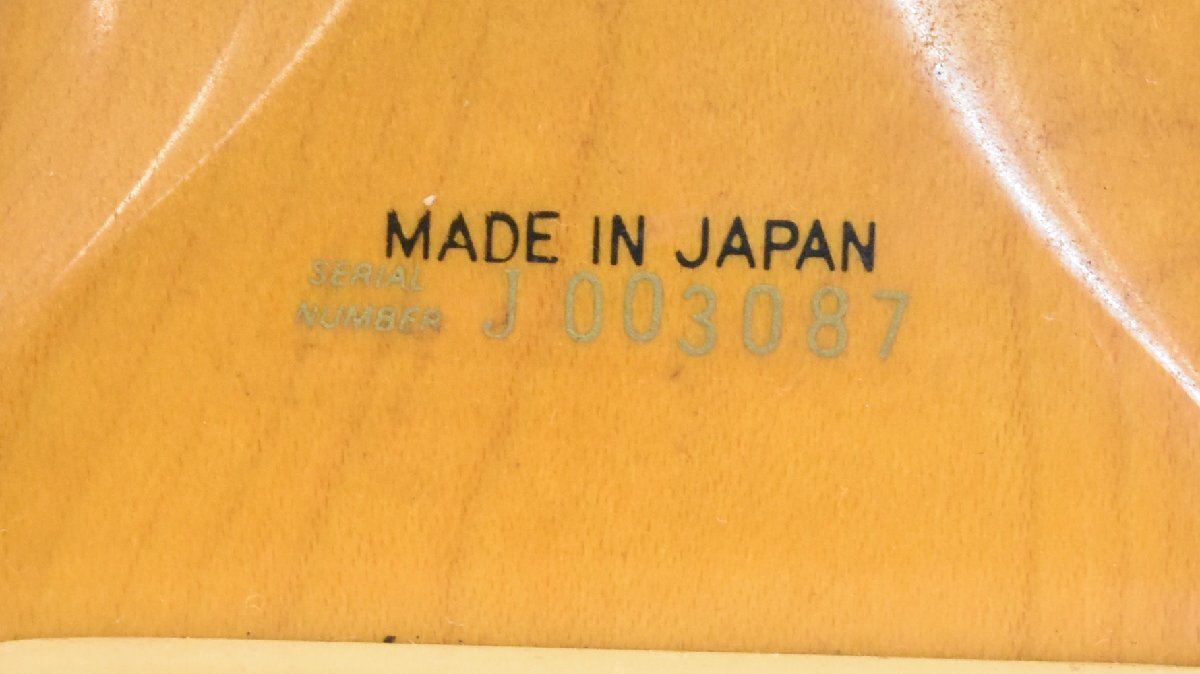 MADE IN JAPAN
SERIAL
NUMBER J 003087